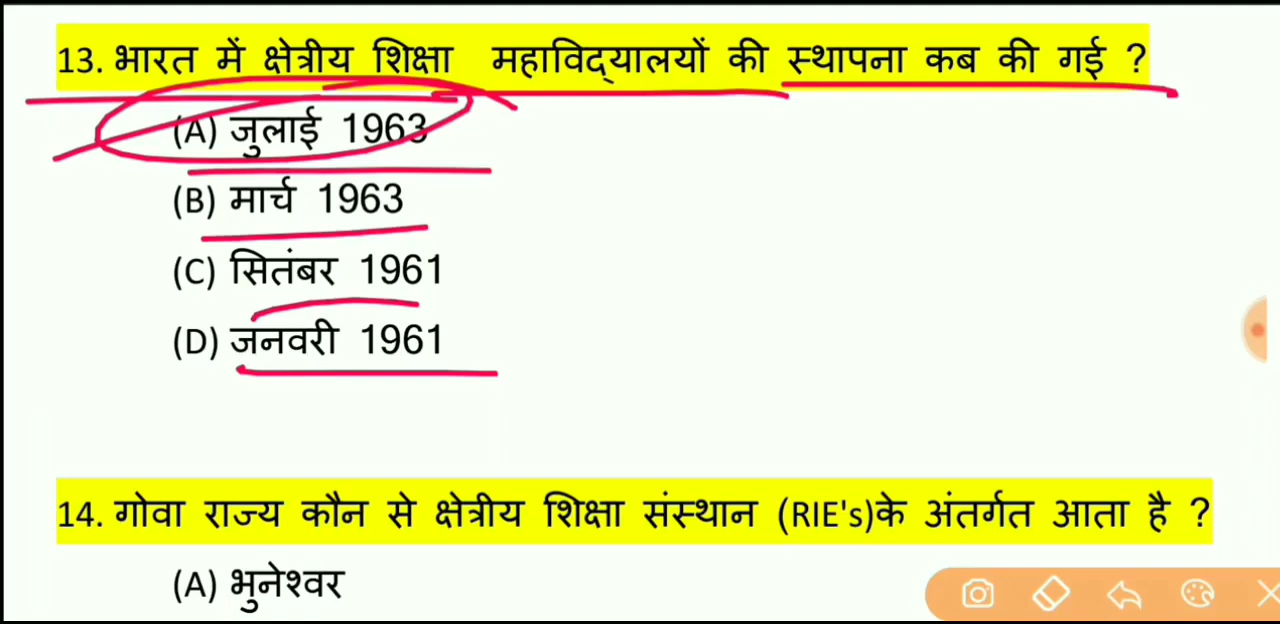 13. भारत में क्षेत्रीय शिक्षा महाविद्यालयों की स्थापना कब की गई ?
(A) जुलाई 1963
(B) मार्च 1963
(C) सितंबर 1961
(D) जनवरी 1961
14. गोवा राज्य कौन से क्षेत्रीय शिक्षा संस्थान (RIE's)के अंतर्गत आता है ?
(A) भुनेश्वर